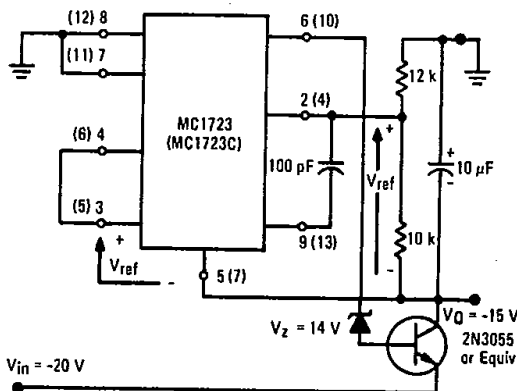 (12) 8
(11) 7
(6) 4
(5) 3
+
Vref
-
MC1723
(MC1723C)
6 (10)
2 (4)
100 pF
9 (13)
5 (7)
+
Vref
-
12 k
10 k
+
10 µF
-
Vz = 14 V
VO = -15 V
2N3055
or Equiv
Vin = -20 V